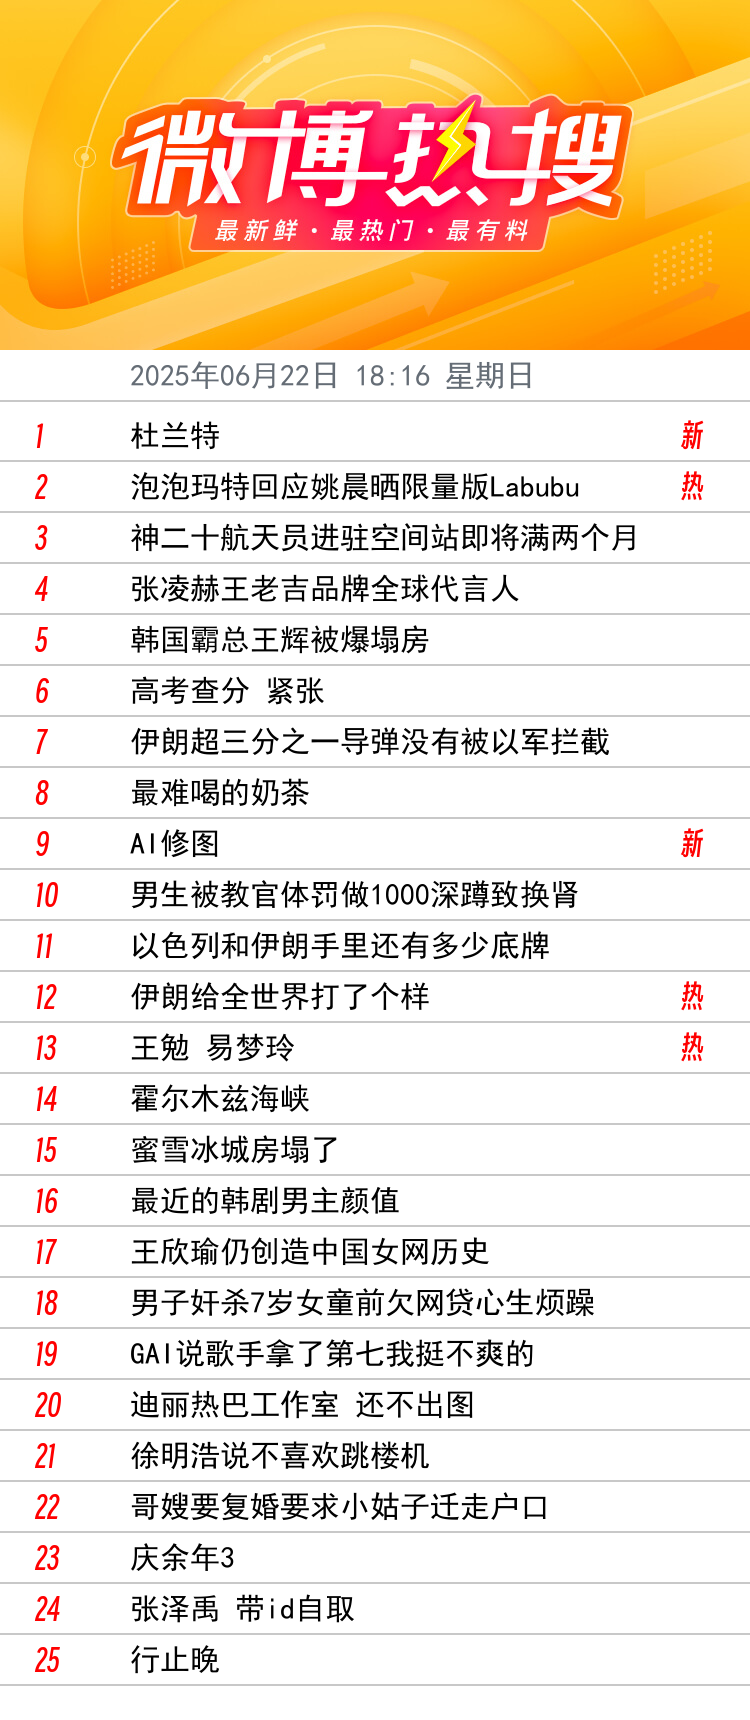 微博热搜
最新鲜·最热门·最有料
2025年06月22日 18:16 星期日
1 杜兰特 新
2 泡泡玛特回应姚晨晒限量版Labubu 热
3 神二十航天员进驻空间站即将满两个月
4 张凌赫王老吉品牌全球代言人
5 韩国霸总王辉被爆塌房
6 高考查分 紧张
7 伊朗超三分之一导弹没有被以军拦截
8 最难喝的奶茶
9 AI修图 新
10 男生被教官体罚做1000深蹲致换肾
11 以色列和伊朗手里还有多少底牌
12 伊朗给全世界打了个样 热
13 王勉 易梦玲 热
14 霍尔木兹海峡
15 蜜雪冰城房塌了
16 最近的韩剧男主颜值
17 王欣瑜仍创造中国女网历史
18 男子奸杀7岁女童前欠网贷心生烦躁
19 GAI说歌手拿了第七我挺不爽的
20 迪丽热巴工作室 还不出图
21 徐明浩说不喜欢跳楼机
22 哥嫂要复婚要求小姑子迁走户口
23 庆余年3
24 张泽禹 带id自取
25 行止晚